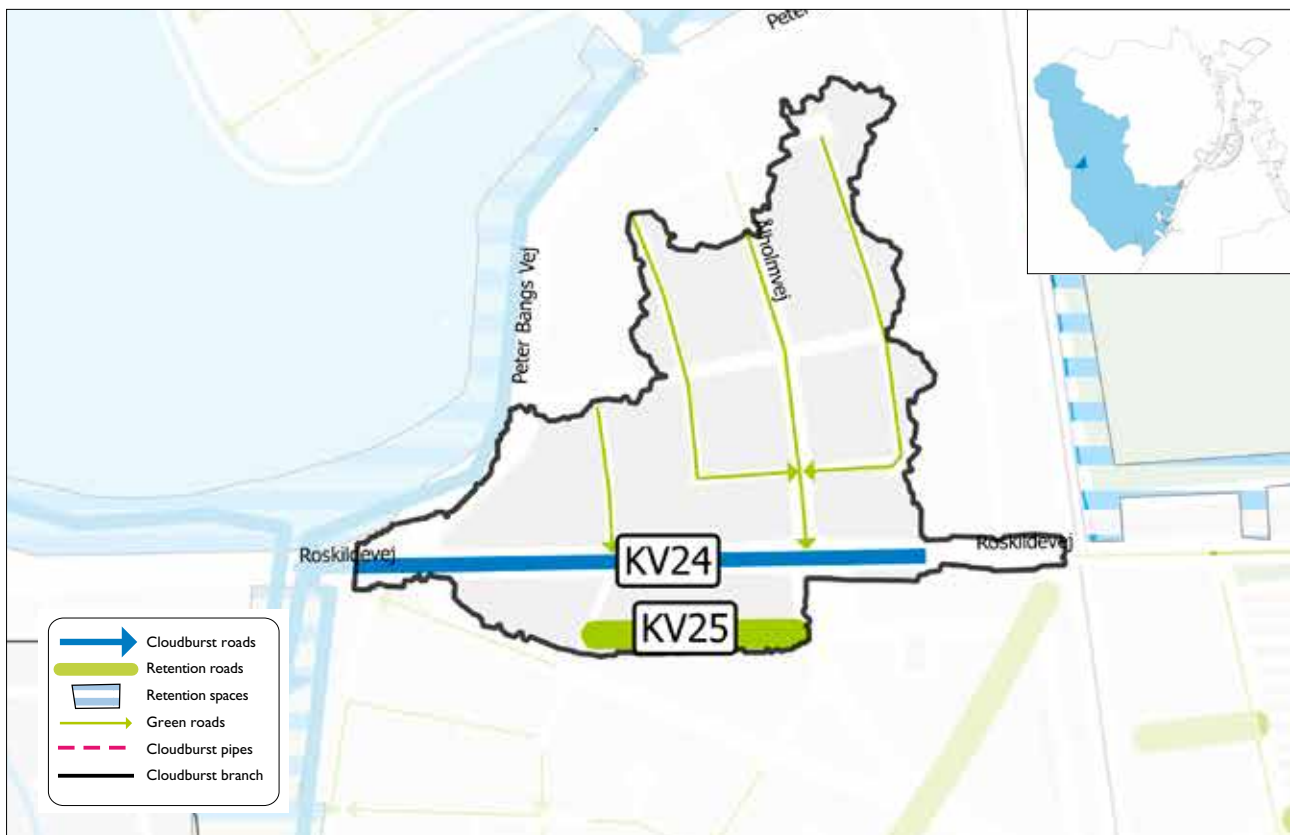 Peter
Ålholmvej
Peter Bangs Vej
Roskildevej
Roskildevej
KV24
KV25
Cloudburst roads
Retention roads
Retention spaces
Green roads
Cloudburst pipes
Cloudburst branch